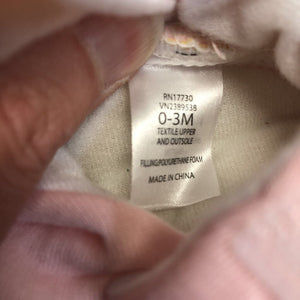 RN17730
VN2389538
0-3M
TEXTILE UPPER
AND OUTSOLE
FILLING:POLYURETHANE FOAM
MADE IN CHINA